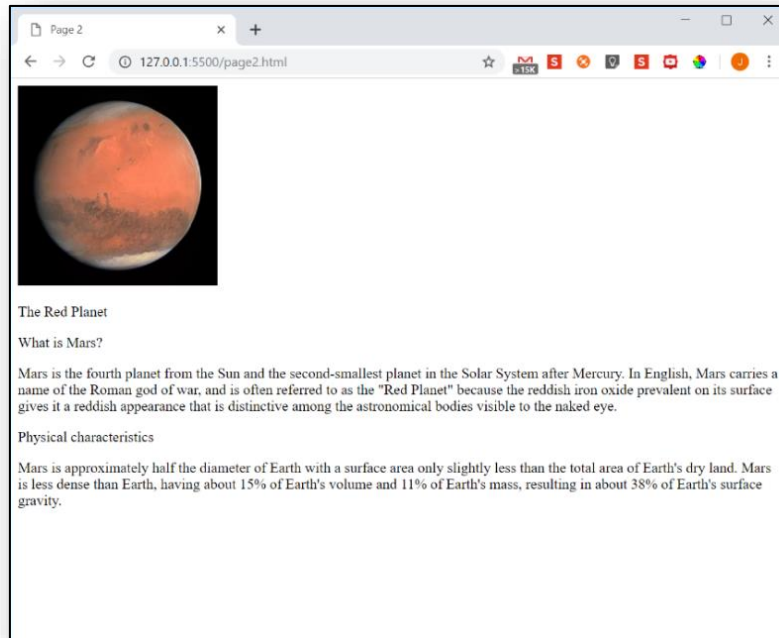 Page 2
127.0.0.1:5500/page2.html
>15K
S
S
J
The Red Planet
What is Mars?
Mars is the fourth planet from the Sun and the second-smallest planet in the Solar System after Mercury. In English, Mars carries a
name of the Roman god of war, and is often referred to as the "Red Planet" because the reddish iron oxide prevalent on its surface
gives it a reddish appearance that is distinctive among the astronomical bodies visible to the naked eye.
Physical characteristics
Mars is approximately half the diameter of Earth with a surface area only slightly less than the total area of Earth's dry land. Mars
is less dense than Earth, having about 15% of Earth's volume and 11% of Earth's mass, resulting in about 38% of Earth's surface
gravity.